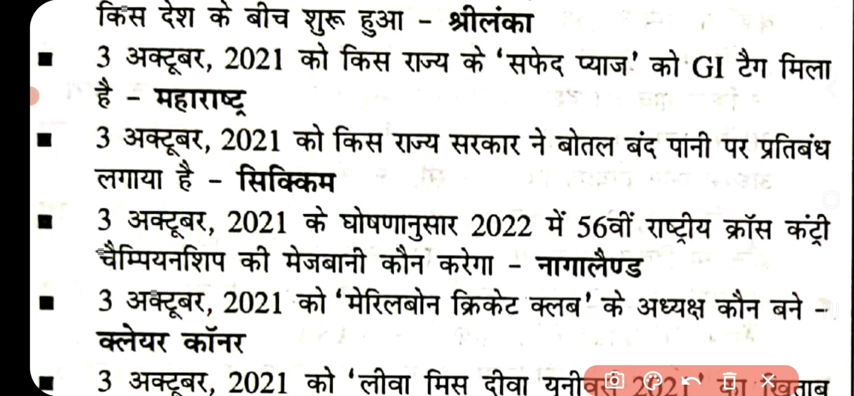 किस देश के बीच शुरू हुआ - श्रीलंका
▪ 3 अक्टूबर, 2021 को किस राज्य के ‘सफेद प्याज’ को GI टैग मिला
है - महाराष्ट्र
▪ 3 अक्टूबर, 2021 को किस राज्य सरकार ने बोतल बंद पानी पर प्रतिबंध
लगाया है - सिक्किम
▪ 3 अक्टूबर, 2021 के घोषणानुसार 2022 में 56वीं राष्ट्रीय क्रॉस कंट्री
चैम्पियनशिप की मेजबानी कौन करेगा - नागालैण्ड
▪ 3 अक्टूबर, 2021 को ‘मेरिलबोन क्रिकेट क्लब’ के अध्यक्ष कौन बने -
क्लेयर कॉनर
▪ 3 अक्टूबर, 2021 को ‘लीवा मिस दीवा यूनीवर्स 2021’ का खिताब